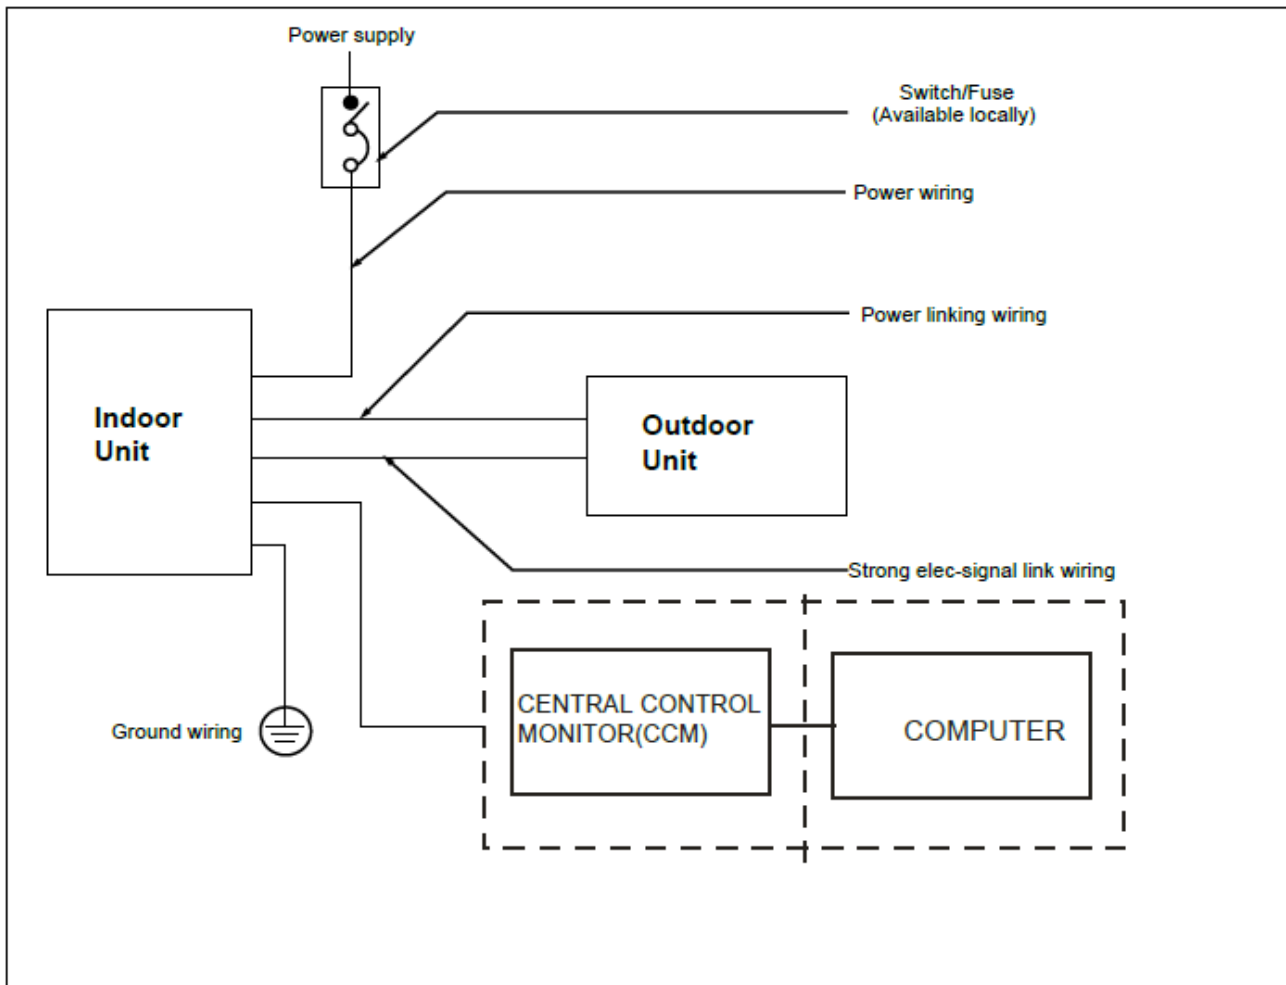 Power supply
Switch/Fuse
(Available locally)
Power wiring
Power linking wiring
Indoor
Unit
Outdoor
Unit
Strong elec-signal link wiring
CENTRAL CONTROL
MONITOR(CCM)
COMPUTER
Ground wiring